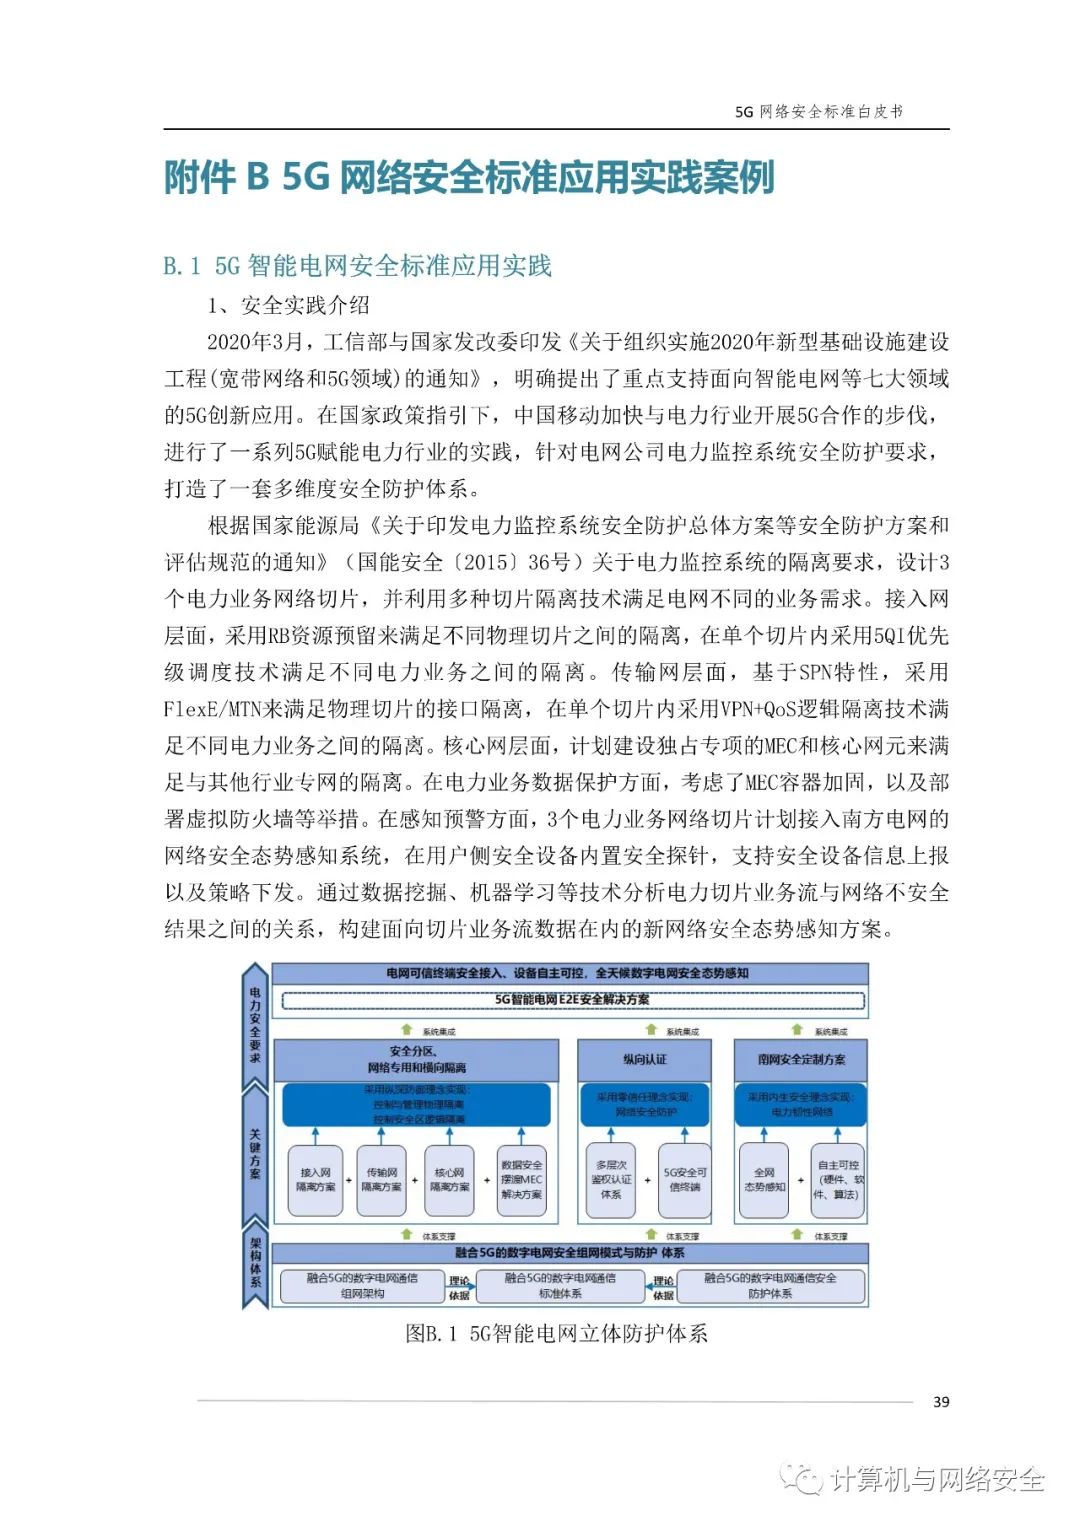 5G 网络安全标准白皮书
附件 B 5G 网络安全标准应用实践案例
B.1 5G 智能电网安全标准应用实践
1、安全实践介绍
2020年3月，工信部与国家发改委印发《关于组织实施2020年新型基础设施建设
工程(宽带网络和5G领域)的通知》，明确提出了重点支持面向智能电网等七大领域
的5G创新应用。在国家政策指引下，中国移动加快与电力行业开展5G合作的步伐，
进行了一系列5G赋能电力行业的实践，针对电网公司电力监控系统安全防护要求，
打造了一套多维度安全防护体系。
根据国家能源局《关于印发电力监控系统安全防护总体方案等安全防护方案和
评估规范的通知》（国能安全〔2015〕36号）关于电力监控系统的隔离要求，设计3
个电力业务网络切片，并利用多种切片隔离技术满足电网不同的业务需求。接入网
层面，采用RB资源预留来满足不同物理切片之间的隔离，在单个切片内采用5QI优先
级调度技术满足不同电力业务之间的隔离。传输网层面，基于SPN特性，采用
FlexE/MTN来满足物理切片的接口隔离，在单个切片内采用VPN+QoS逻辑隔离技术满
足不同电力业务之间的隔离。核心网层面，计划建设独占专项的MEC和核心网元来满
足与其他行业专网的隔离。在电力业务数据保护方面，考虑了MEC容器加固，以及部
署虚拟防火墙等举措。在感知预警方面，3个电力业务网络切片计划接入南方电网的
网络安全态势感知系统，在用户侧安全设备内置安全探针，支持安全设备信息上报
以及策略下发。通过数据挖掘、机器学习等技术分析电力切片业务流与网络不安全
结果之间的关系，构建面向切片业务流数据在内的新网络安全态势感知方案。
电力安全要求
电网可信终端安全接入、设备自主可控，全天候数字电网安全态势感知
5G智能电网E2E安全解决方案
系统集成 系统集成 系统集成
关键方案
安全分区、
网络专用和横向隔离
采用纵深防御理念实现：
控制与管理物理隔离
控制安全区逻辑隔离
接入网
隔离方案
+
传输网
隔离方案
+
核心网
隔离方案
+
数据安全
摆渡MEC
解决方案
纵向认证
采用零信任理念实现：
网络安全防护
多层次
鉴权认证
体系
+
5G安全可
信终端
南网安全定制方案
采用内生安全理念实现：
电力韧性网络
全网
态势感知
+
自主可控
（硬件、软
件、算法）
体系支撑 体系支撑 体系支撑
架构体系
融合5G的数字电网安全组网模式与防护 体系
融合5G的数字电网通信
组网架构
理论
依据
融合5G的数字电网通信
标准体系
理论
依据
融合5G的数字电网通信安全
防护体系
图B.1 5G智能电网立体防护体系
39
计算机与网络安全